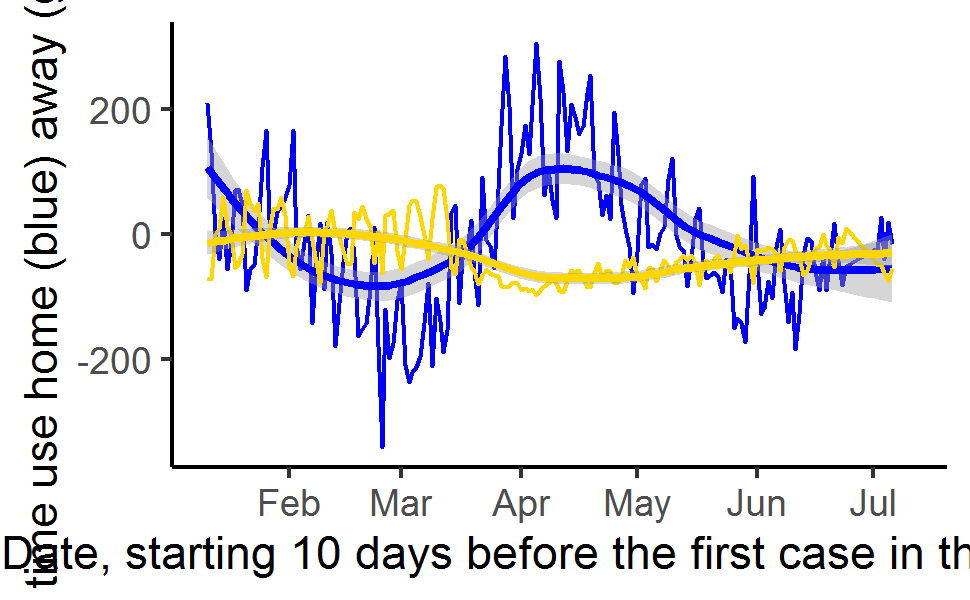 time use home (blue) away (
200
0
-200
Feb Mar Apr May Jun Jul
Date, starting 10 days before the first case in th